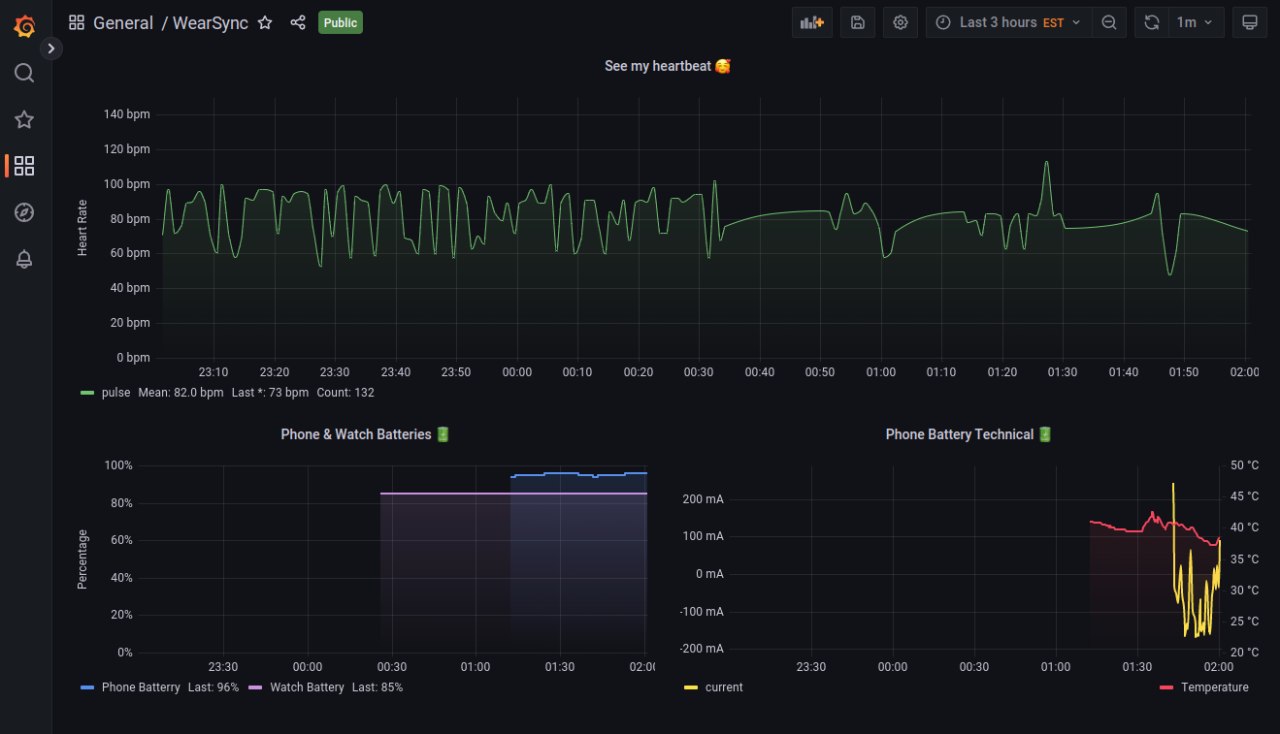 General / WearSync Public Last 3 hours EST 1m
See my heartbeat 🥰
140 bpm
120 bpm
100 bpm
80 bpm
60 bpm
40 bpm
20 bpm
0 bpm
Heart Rate
23:10 23:20 23:30 23:40 23:50 00:00 00:10 00:20 00:30 00:40 00:50 01:00 01:10 01:20 01:30 01:40 01:50 02:00
pulse Mean: 82.0 bpm Last *: 73 bpm Count: 132
Phone & Watch Batteries 🔋
100%
80%
60%
40%
20%
0%
Percentage
23:30 00:00 00:30 01:00 01:30 02:00
Phone Batterry Last: 96% Watch Battery Last: 85%
Phone Battery Technical 🔋
200 mA
100 mA
0 mA
-100 mA
-200 mA
50 °C
45 °C
40 °C
35 °C
30 °C
25 °C
20 °C
23:30 00:00 00:30 01:00 01:30 02:00
current Temperature